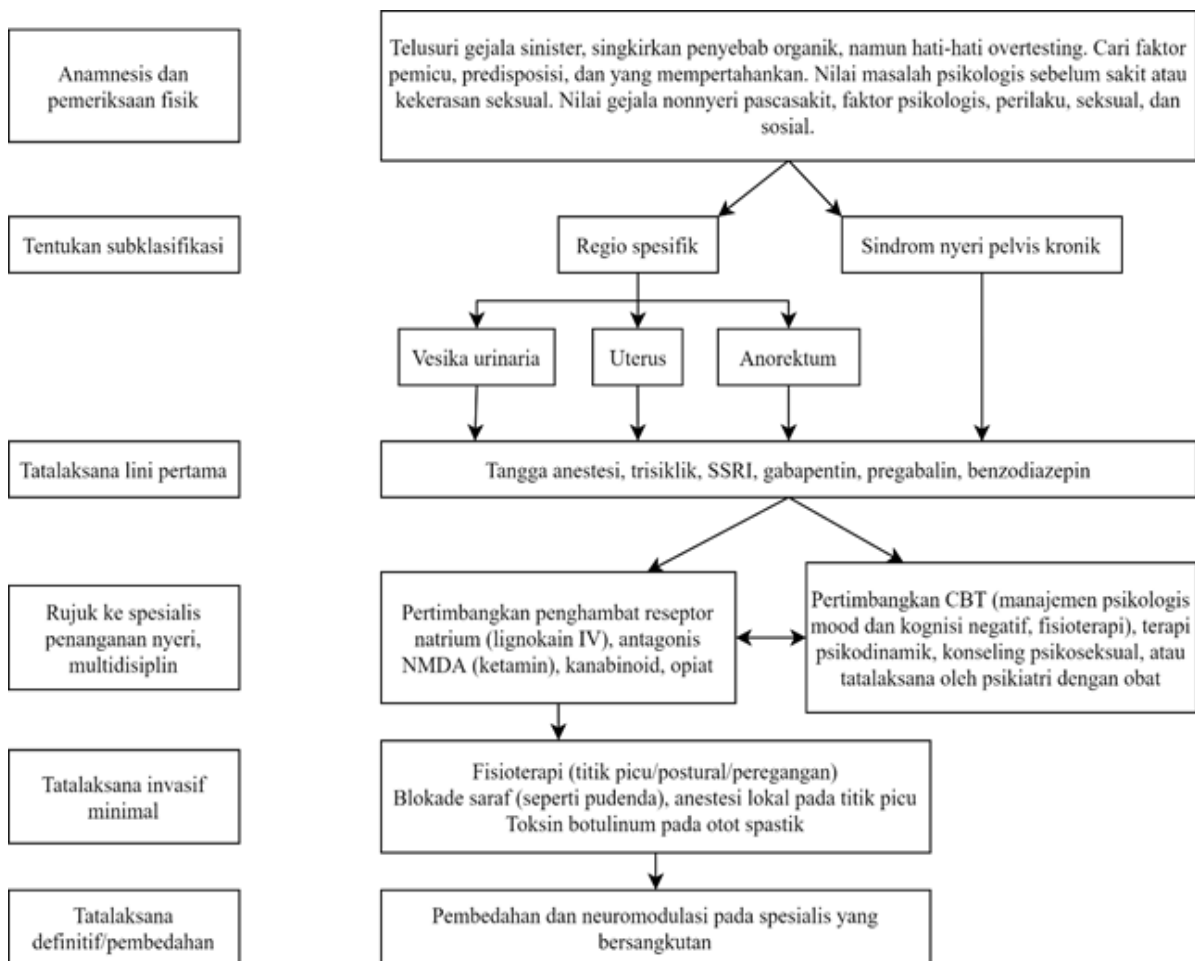 Anamnesis dan
pemeriksaan fisik
Telusuri gejala sinister, singkirkan penyebab organik, namun hati-hati overtesting. Cari faktor
pemicu, predisposisi, dan yang mempertahankan. Nilai masalah psikologis sebelum sakit atau
kekerasan seksual. Nilai gejala nonnyeri pascasakit, faktor psikologis, perilaku, seksual, dan
sosial.
Tentukan subklasifikasi
Regio spesifik
Sindrom nyeri pelvis kronik
Vesika urinaria
Uterus
Anorektum
Tatalaksana lini pertama
Tangga anestesi, trisiklik, SSRI, gabapentin, pregabalin, benzodiazepin
Rujuk ke spesialis
penanganan nyeri,
multidisiplin
Pertimbangkan penghambat reseptor
natrium (lignokain IV), antagonis
NMDA (ketamin), kanabinoid, opiat
Pertimbangkan CBT (manajemen psikologis
mood dan kognisi negatif, fisioterapi), terapi
psikodinamik, konseling psikoseksual, atau
tatalaksana oleh psikiatri dengan obat
Tatalaksana invasif
minimal
Fisioterapi (titik picu/postural/peregangan)
Blokade saraf (seperti pudenda), anestesi lokal pada titik picu
Toksin botulinum pada otot spastik
Tatalaksana
definitif/pembedahan
Pembedahan dan neuromodulasi pada spesialis yang
bersangkutan